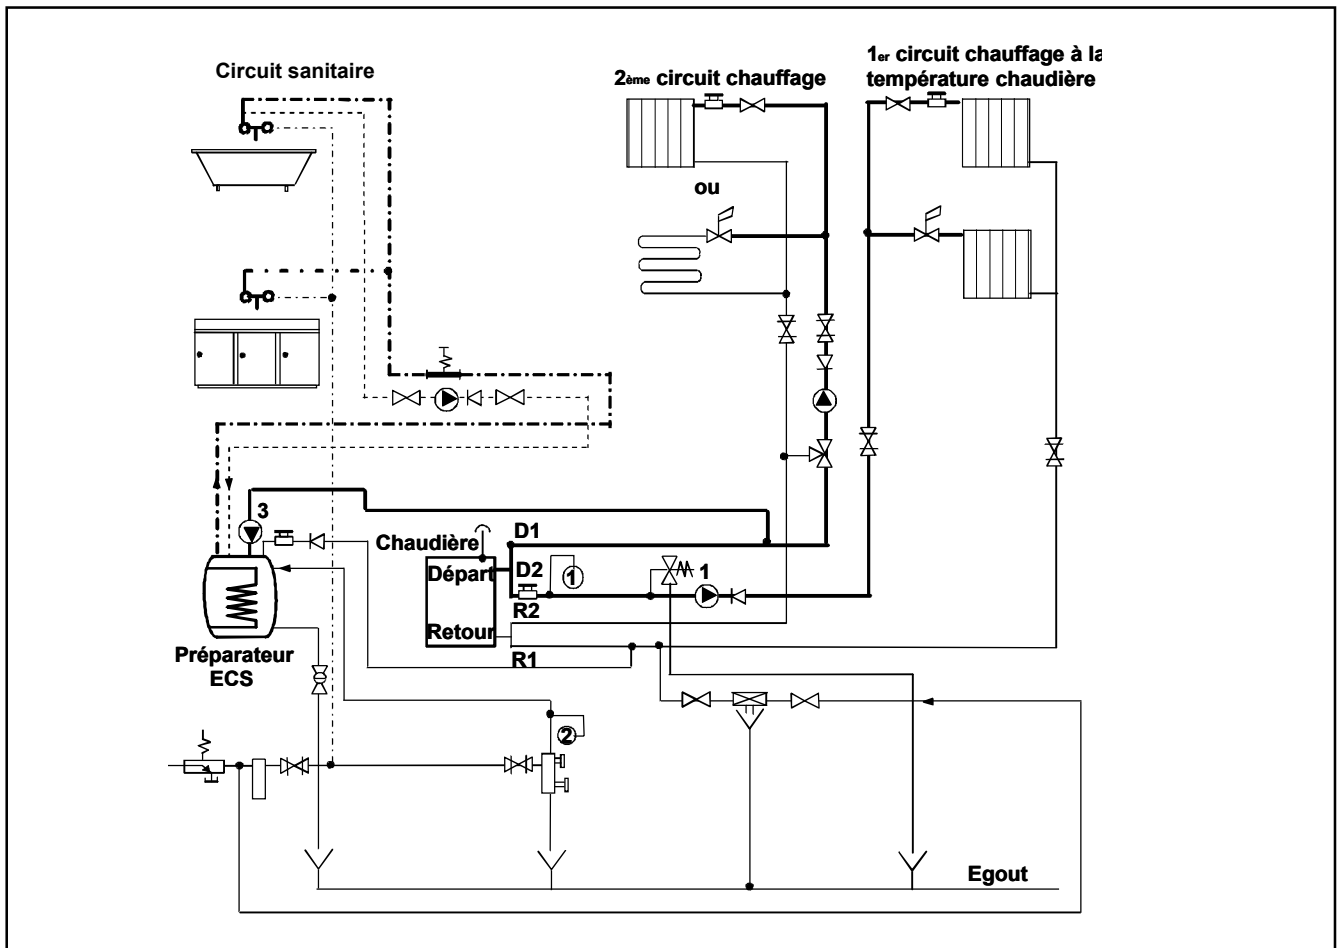 Circuit sanitaire
2ème circuit chauffage
1er circuit chauffage à la
température chaudière
ou
3
Chaudière
D1
Départ
D2
1
1
R2
Retour
R1
Préparateur
ECS
2
Egout